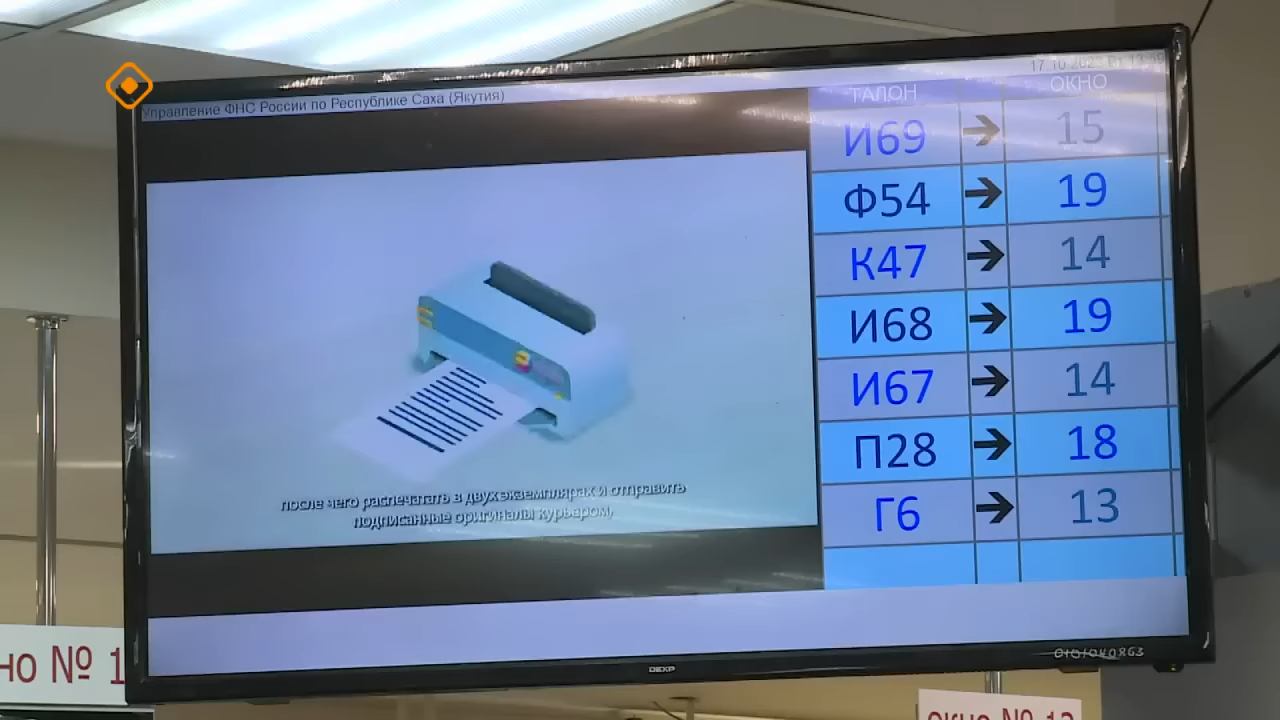 Управление ФНС России по Республике Саха (Якутия)
ТАЛОН ОКНО
И69 → 15
Ф54 → 19
К47 → 14
И68 → 19
И67 → 14
П28 → 18
Г6 → 13
после чего распечатать в двух экземплярах и отправить
подписанные оригиналы курьером,
DEXP
но № 1